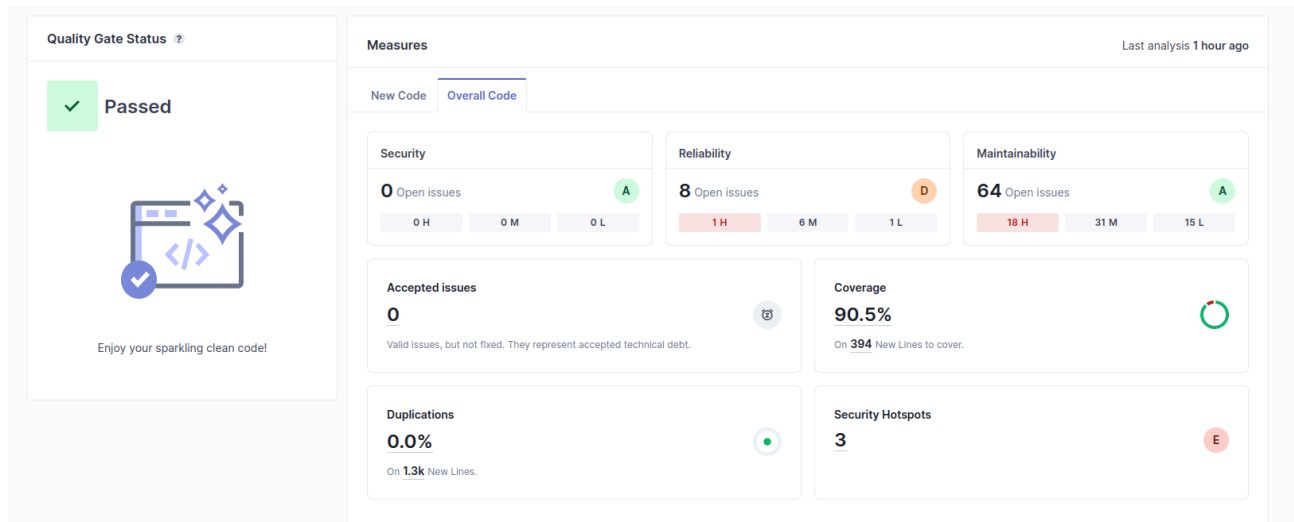 Quality Gate Status ?
Passed
Enjoy your sparkling clean code!
Measures
Last analysis 1 hour ago
New Code
Overall Code
Security
0 Open issues
A
0 H
0 M
0 L
Reliability
8 Open issues
D
1 H
6 M
1 L
Maintainability
64 Open issues
A
18 H
31 M
15 L
Accepted issues
0
Valid issues, but not fixed. They represent accepted technical debt.
Coverage
90.5%
On 394 New Lines to cover.
Duplications
0.0%
On 1.3k New Lines.
Security Hotspots
3
E